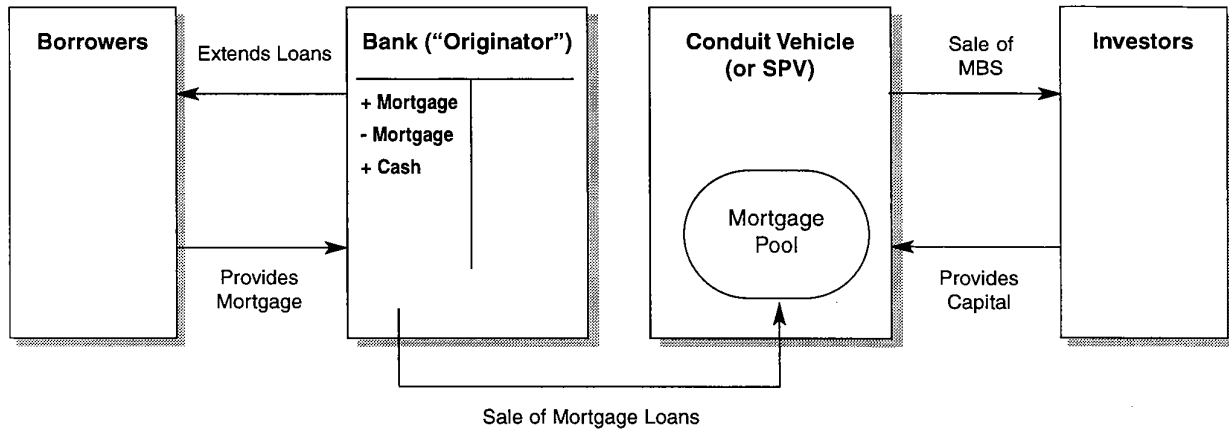 Borrowers
Extends Loans
Provides
Mortgage
Bank (“Originator”)
+ Mortgage
- Mortgage
+ Cash
Sale of Mortgage Loans
Conduit Vehicle
(or SPV)
Mortgage
Pool
Sale of
MBS
Provides
Capital
Investors